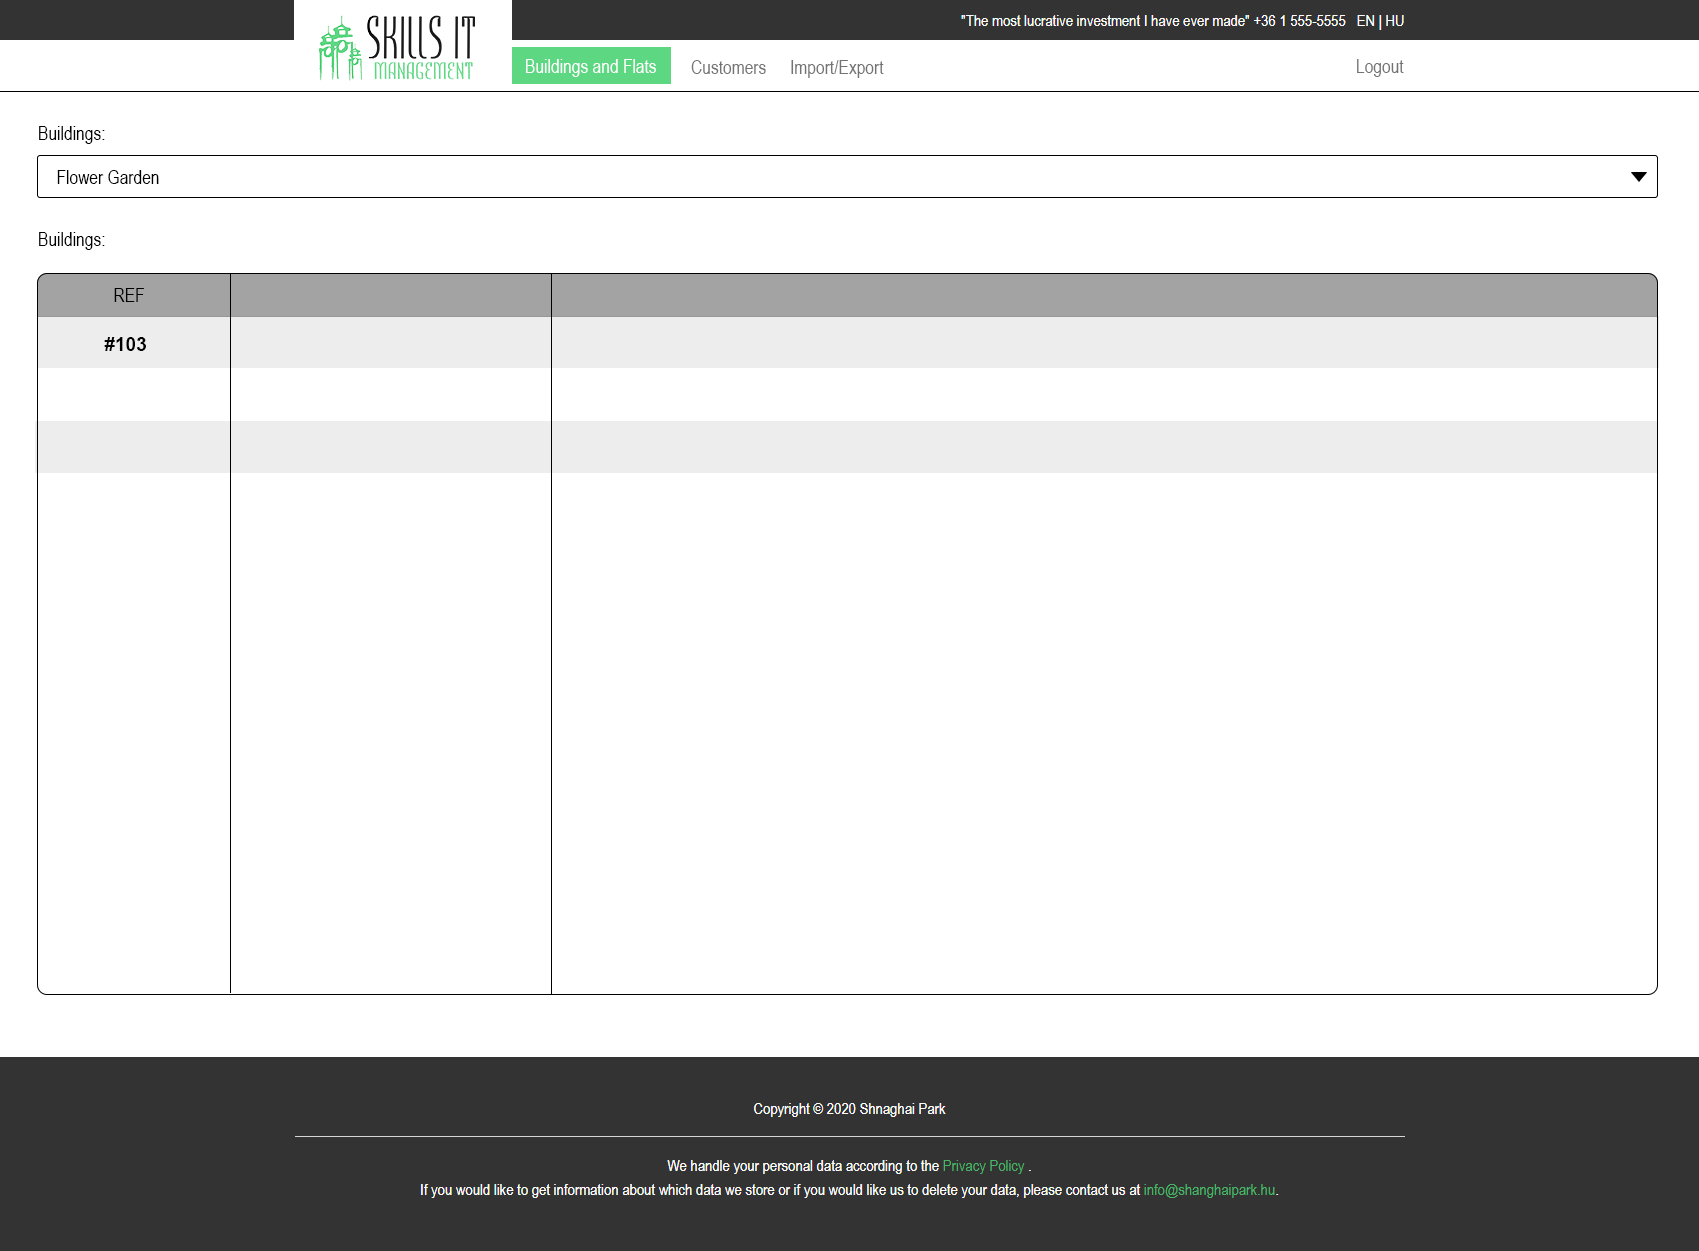 "The most lucrative investment I have ever made" +36 1 555-5555 EN | HU
SKILLS IT
MANAGEMENT
Buildings and Flats Customers Import/Export Logout
Buildings:
Flower Garden
Buildings:
REF
#103
Copyright © 2020 Shnaghai Park
We handle your personal data according to the Privacy Policy .
If you would like to get information about which data we store or if you would like us to delete your data, please contact us at info@shanghaipark.hu.